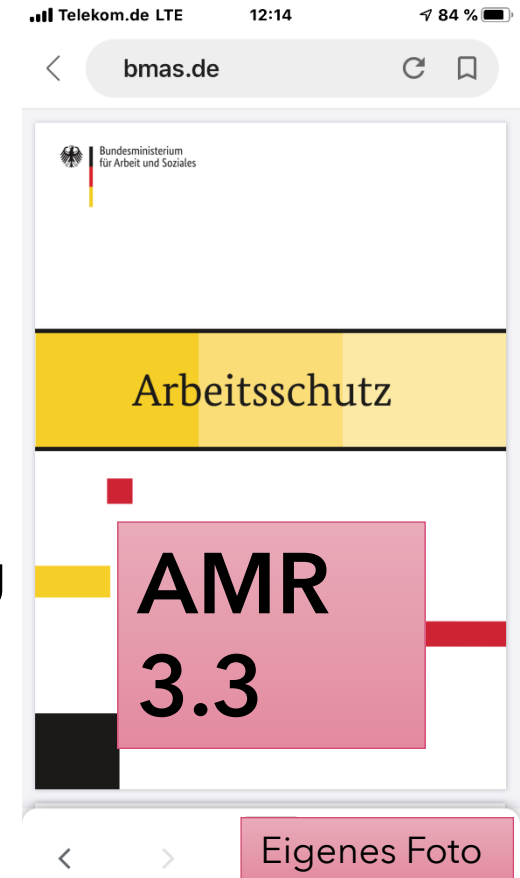 Telekom.de LTE 12:14 84 %
bmas.de
Bundesministerium
für Arbeit und Soziales
Arbeitsschutz
AMR
3.3
Eigenes Foto